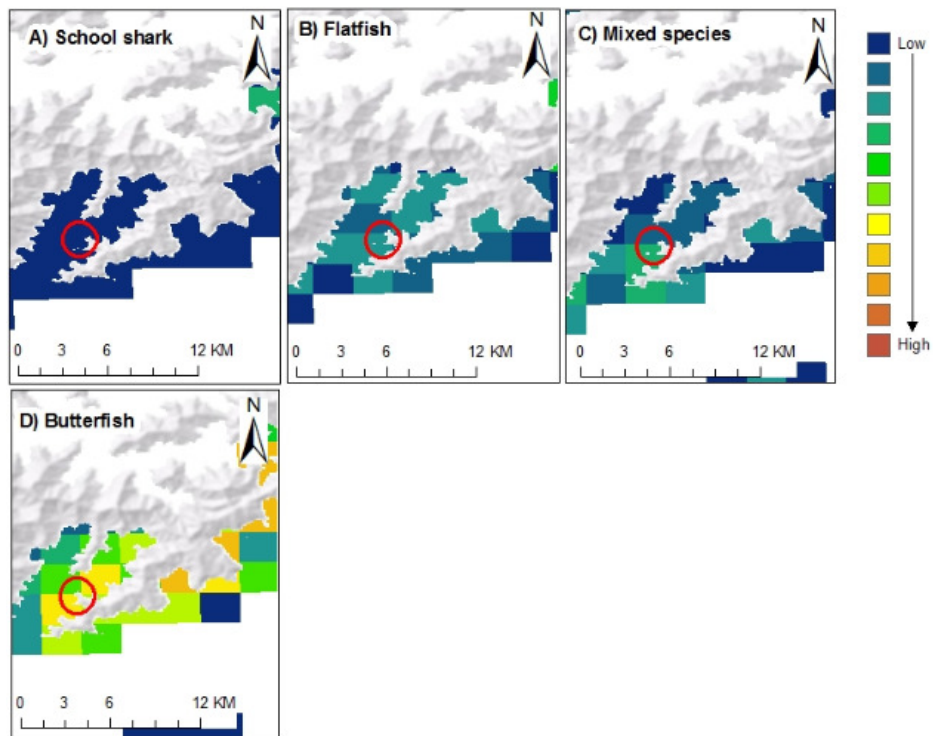 A) School shark
N
0 3 6 12 KM
B) Flatfish
N
0 3 6 12 KM
C) Mixed species
N
0 3 6 12 KM
Low
High
D) Butterfish
N
0 3 6 12 KM